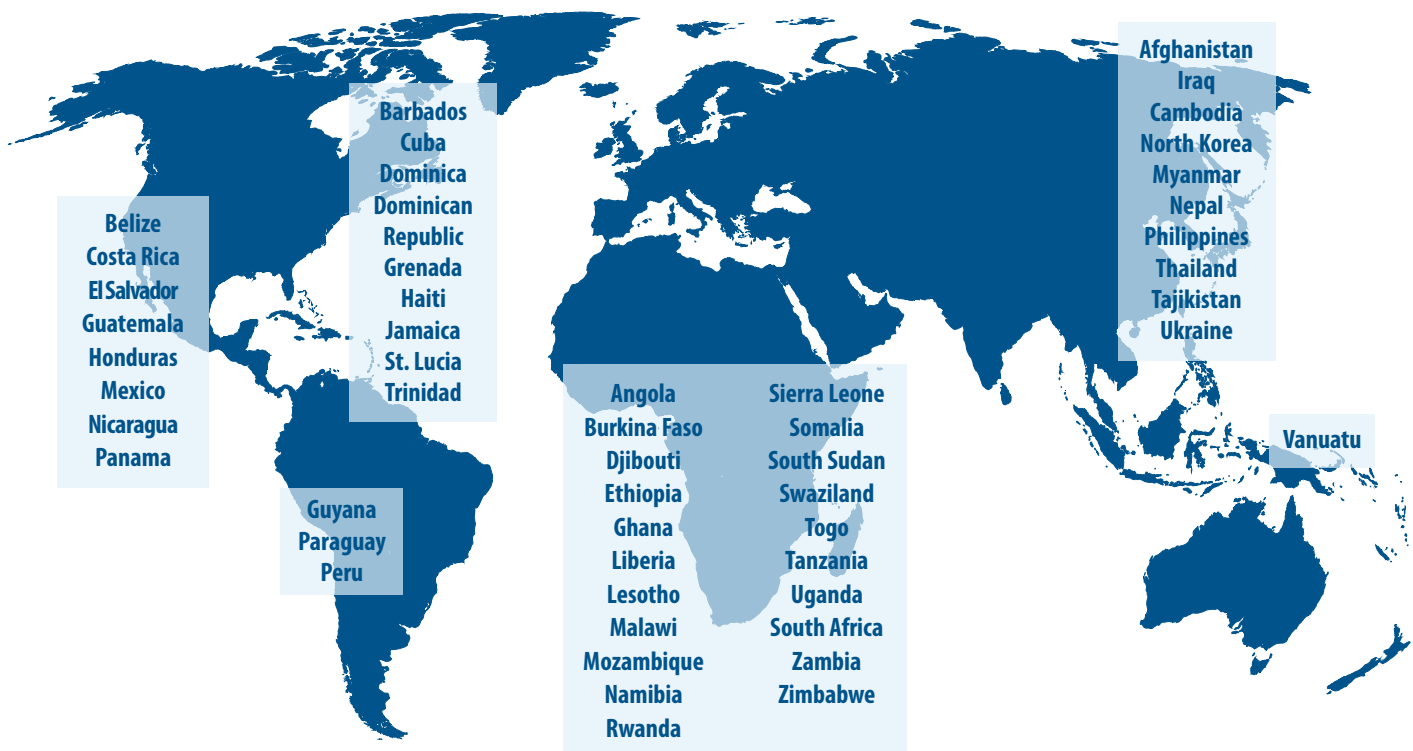 Belize
Costa Rica
El Salvador
Guatemala
Honduras
Mexico
Nicaragua
Panama
Barbados
Cuba
Dominica
Dominican
Republic
Grenada
Haiti
Jamaica
St. Lucia
Trinidad
Guyana
Paraguay
Peru
Angola
Burkina Faso
Djibouti
Ethiopia
Ghana
Liberia
Lesotho
Malawi
Mozambique
Namibia
Rwanda
Sierra Leone
Somalia
South Sudan
Swaziland
Togo
Tanzania
Uganda
South Africa
Zambia
Zimbabwe
Afghanistan
Iraq
Cambodia
North Korea
Myanmar
Nepal
Philippines
Thailand
Tajikistan
Ukraine
Vanuatu